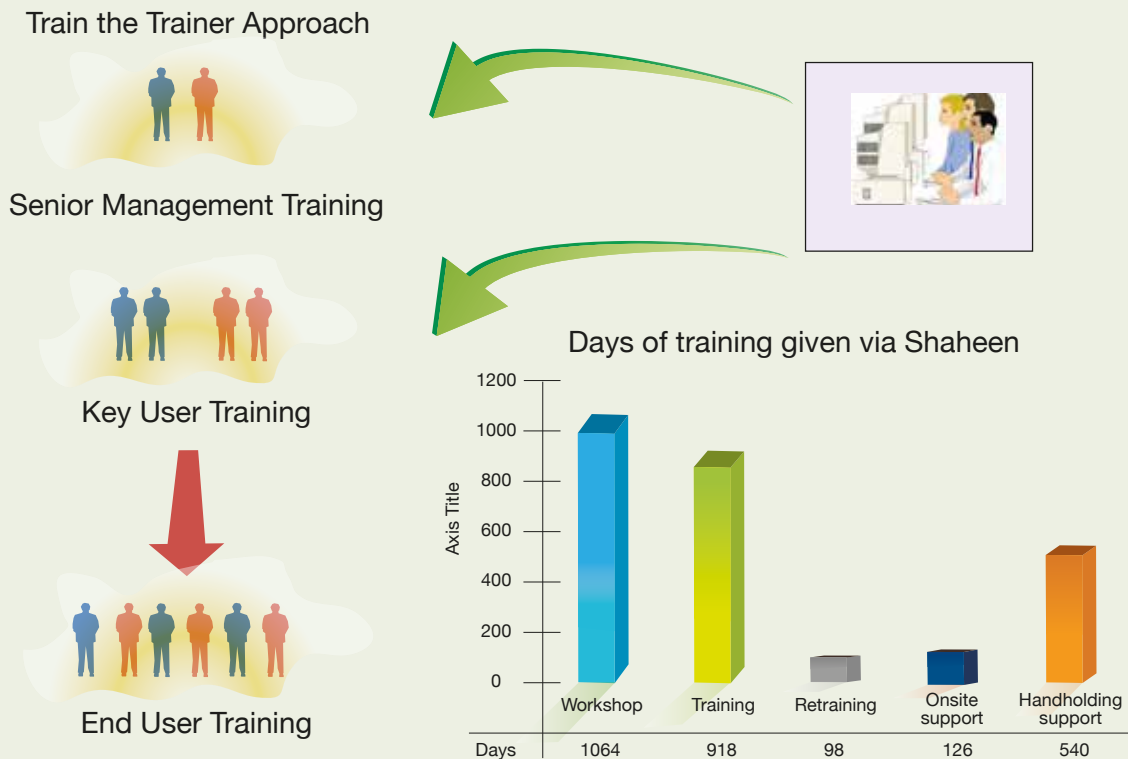 Train the Trainer Approach
Senior Management Training
Key User Training
End User Training
Days of training given via Shaheen
Axis Title
1200
1000
800
600
400
200
0
Workshop Training Retraining Onsite support Handholding support
Days 1064 918 98 126 540